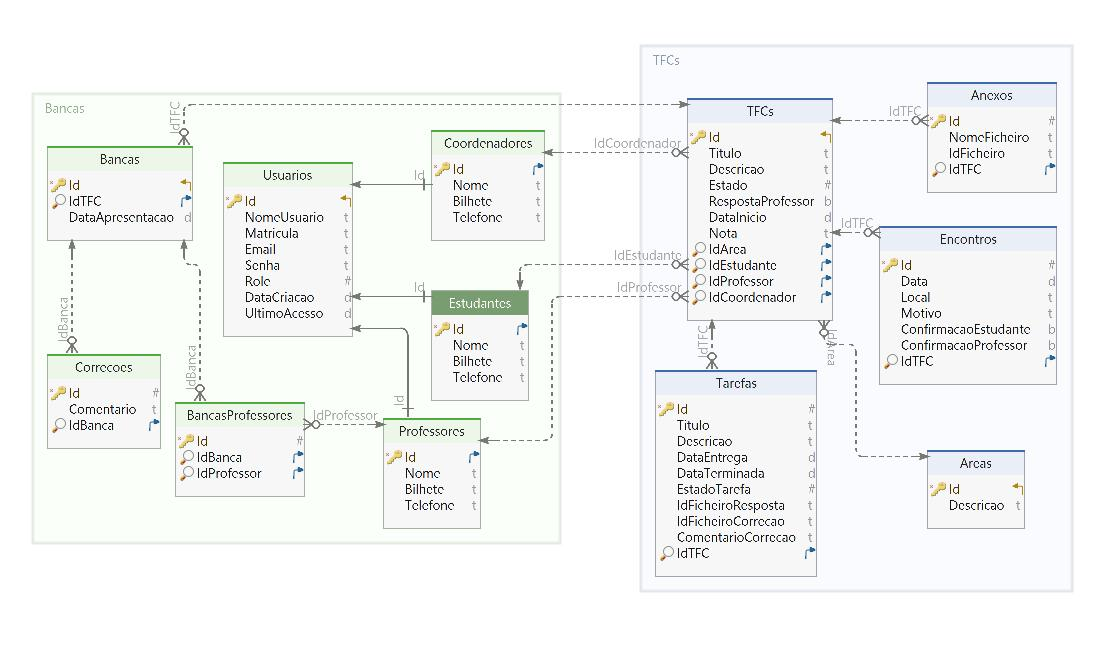 TFCs
Bancas
Bancas
Id #
IdTFC
DataApresentacao d
Usuarios
Id
NomeUsuario t
Matricula t
Email t
Senha t
Role #
DataCriacao d
UltimoAcesso d
Coordenadores
Id
Nome t
Bilhete t
Telefone t
Estudantes
Id
Nome t
Bilhete t
Telefone t
Correcoes
Id #
Comentario t
IdBanca
BancasProfessores
Id #
IdBanca
IdProfessor
Professores
Id
Nome t
Bilhete t
Telefone t
TFCs
Id
Titulo t
Descricao t
Estado #
RespostaProfessor b
DataInicio d
Nota t
IdArea
IdEstudante
IdProfessor
IdCoordenador
Anexos
Id #
NomeFicheiro t
IdFicheiro t
IdTFC
Encontros
Id #
Data d
Local t
Motivo t
ConfirmacaoEstudante b
ConfirmacaoProfessor b
IdTFC
Tarefas
Id #
Titulo t
Descricao t
DataEntrega d
DataTerminada d
EstadoTarefa #
IdFicheiroResposta t
IdFicheiroCorrecao t
ComentarioCorrecao t
IdTFC
Areas
Id
Descricao t
IdTFC
IdBanca
IdBanca
IdProfessor
Id
Id
Id
IdCoordenador
IdEstudante
IdProfessor
IdTFC
IdTFC
IdTFC
IdArea